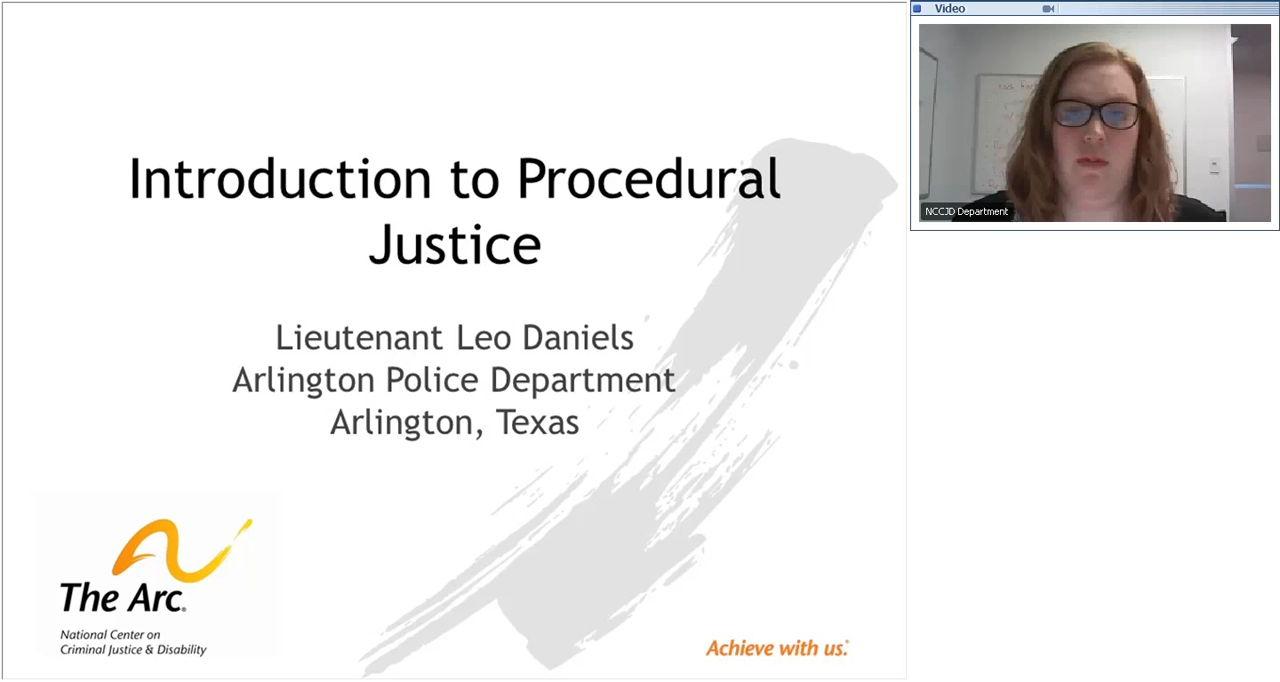 Introduction to Procedural
Justice
Lieutenant Leo Daniels
Arlington Police Department
Arlington, Texas
The Arc®
National Center on
Criminal Justice & Disability
Achieve with us.®
Video
NCCJD Department